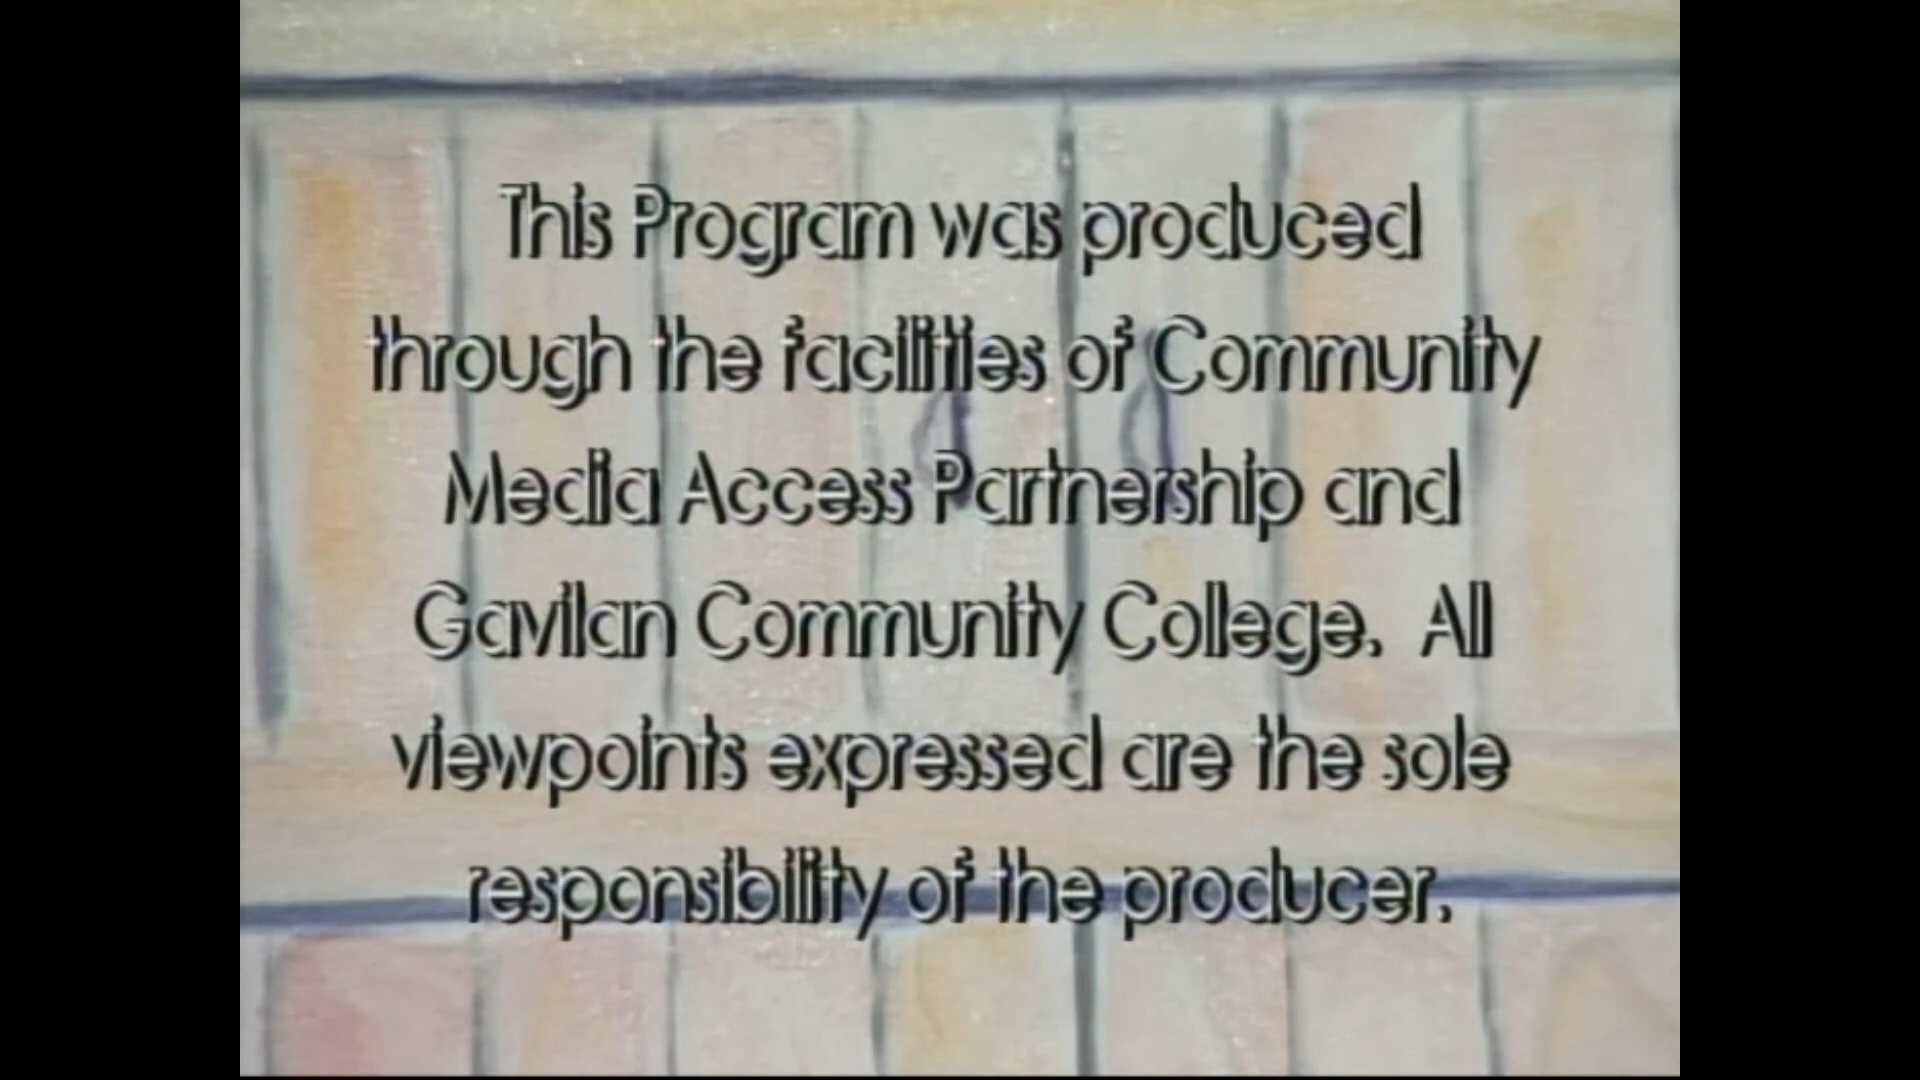 This Program was produced
through the facilities of Community
Media Access Partnership and
Gavilan Community College.  All
viewpoints expressed are the sole
responsibility of the producer.